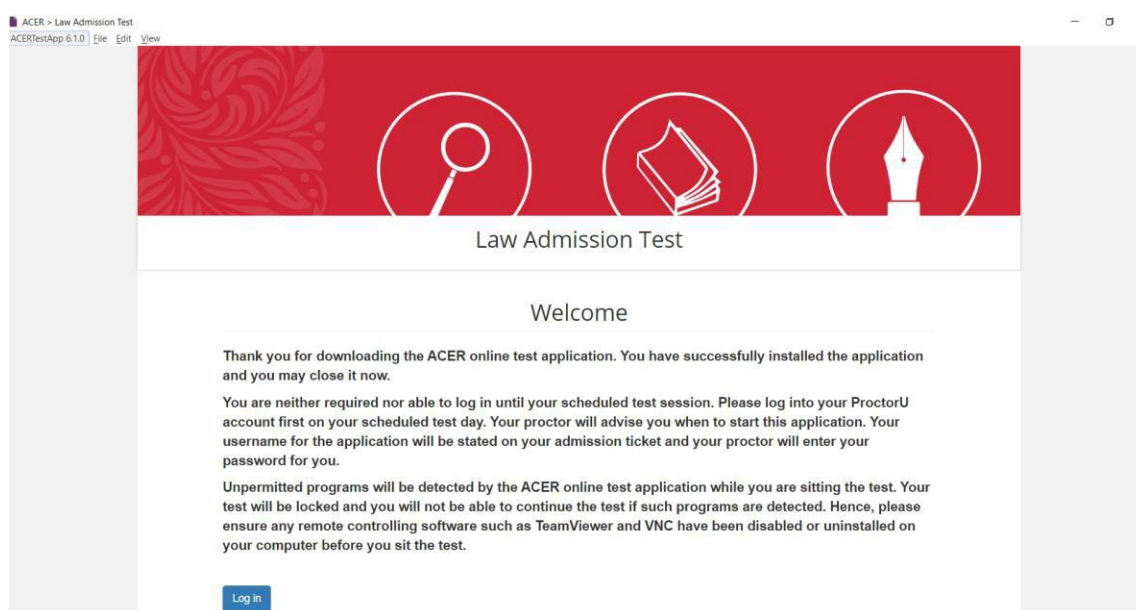 ACER > Law Admission Test
ACERTestApp 6.1.0 File Edit View
Law Admission Test
Welcome
Thank you for downloading the ACER online test application. You have successfully installed the application
and you may close it now.
You are neither required nor able to log in until your scheduled test session. Please log into your ProctorU
account first on your scheduled test day. Your proctor will advise you when to start this application. Your
username for the application will be stated on your admission ticket and your proctor will enter your
password for you.
Unpermitted programs will be detected by the ACER online test application while you are sitting the test. Your
test will be locked and you will not be able to continue the test if such programs are detected. Hence, please
ensure any remote controlling software such as TeamViewer and VNC have been disabled or uninstalled on
your computer before you sit the test.
Log in